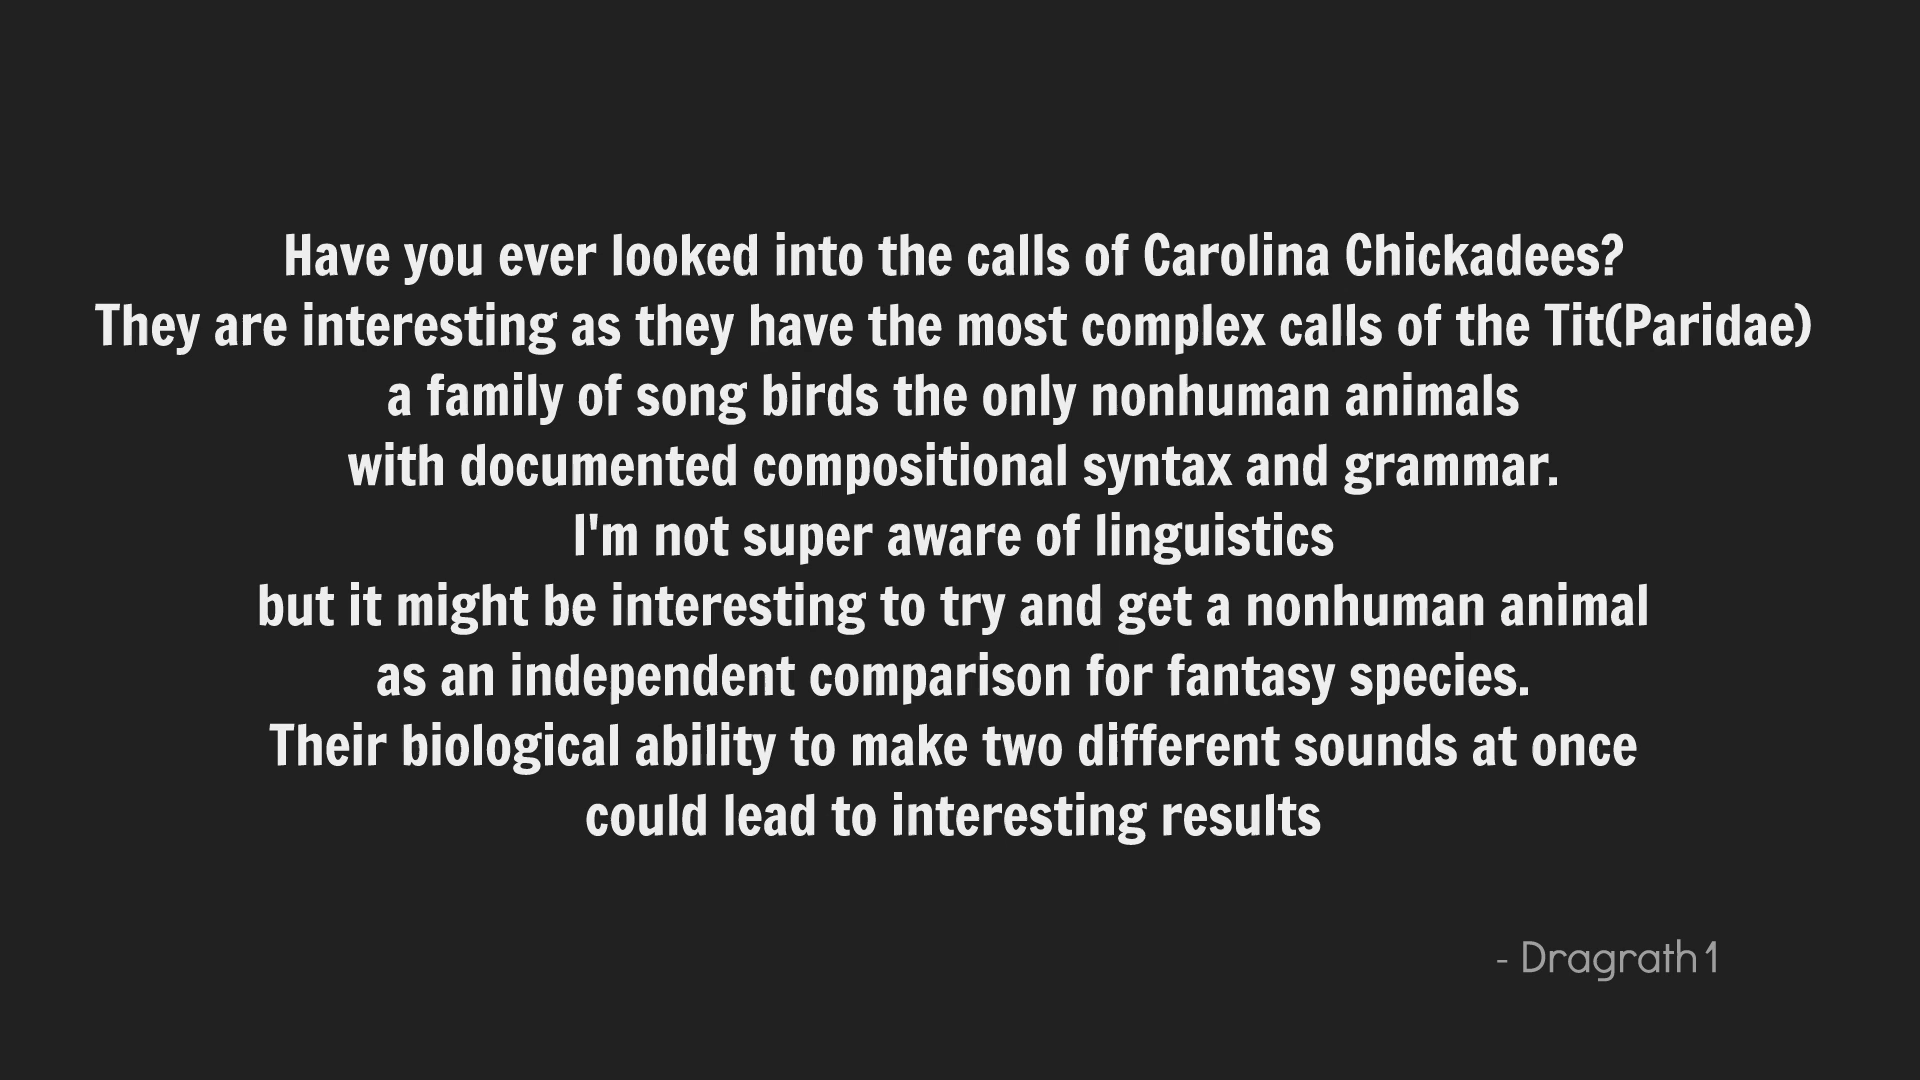 Have you ever looked into the calls of Carolina Chickadees?
They are interesting as they have the most complex calls of the Tit(Paridae)
a family of song birds the only nonhuman animals
with documented compositional syntax and grammar.
I'm not super aware of linguistics
but it might be interesting to try and get a nonhuman animal
as an independent comparison for fantasy species.
Their biological ability to make two different sounds at once
could lead to interesting results
- Dragrath1